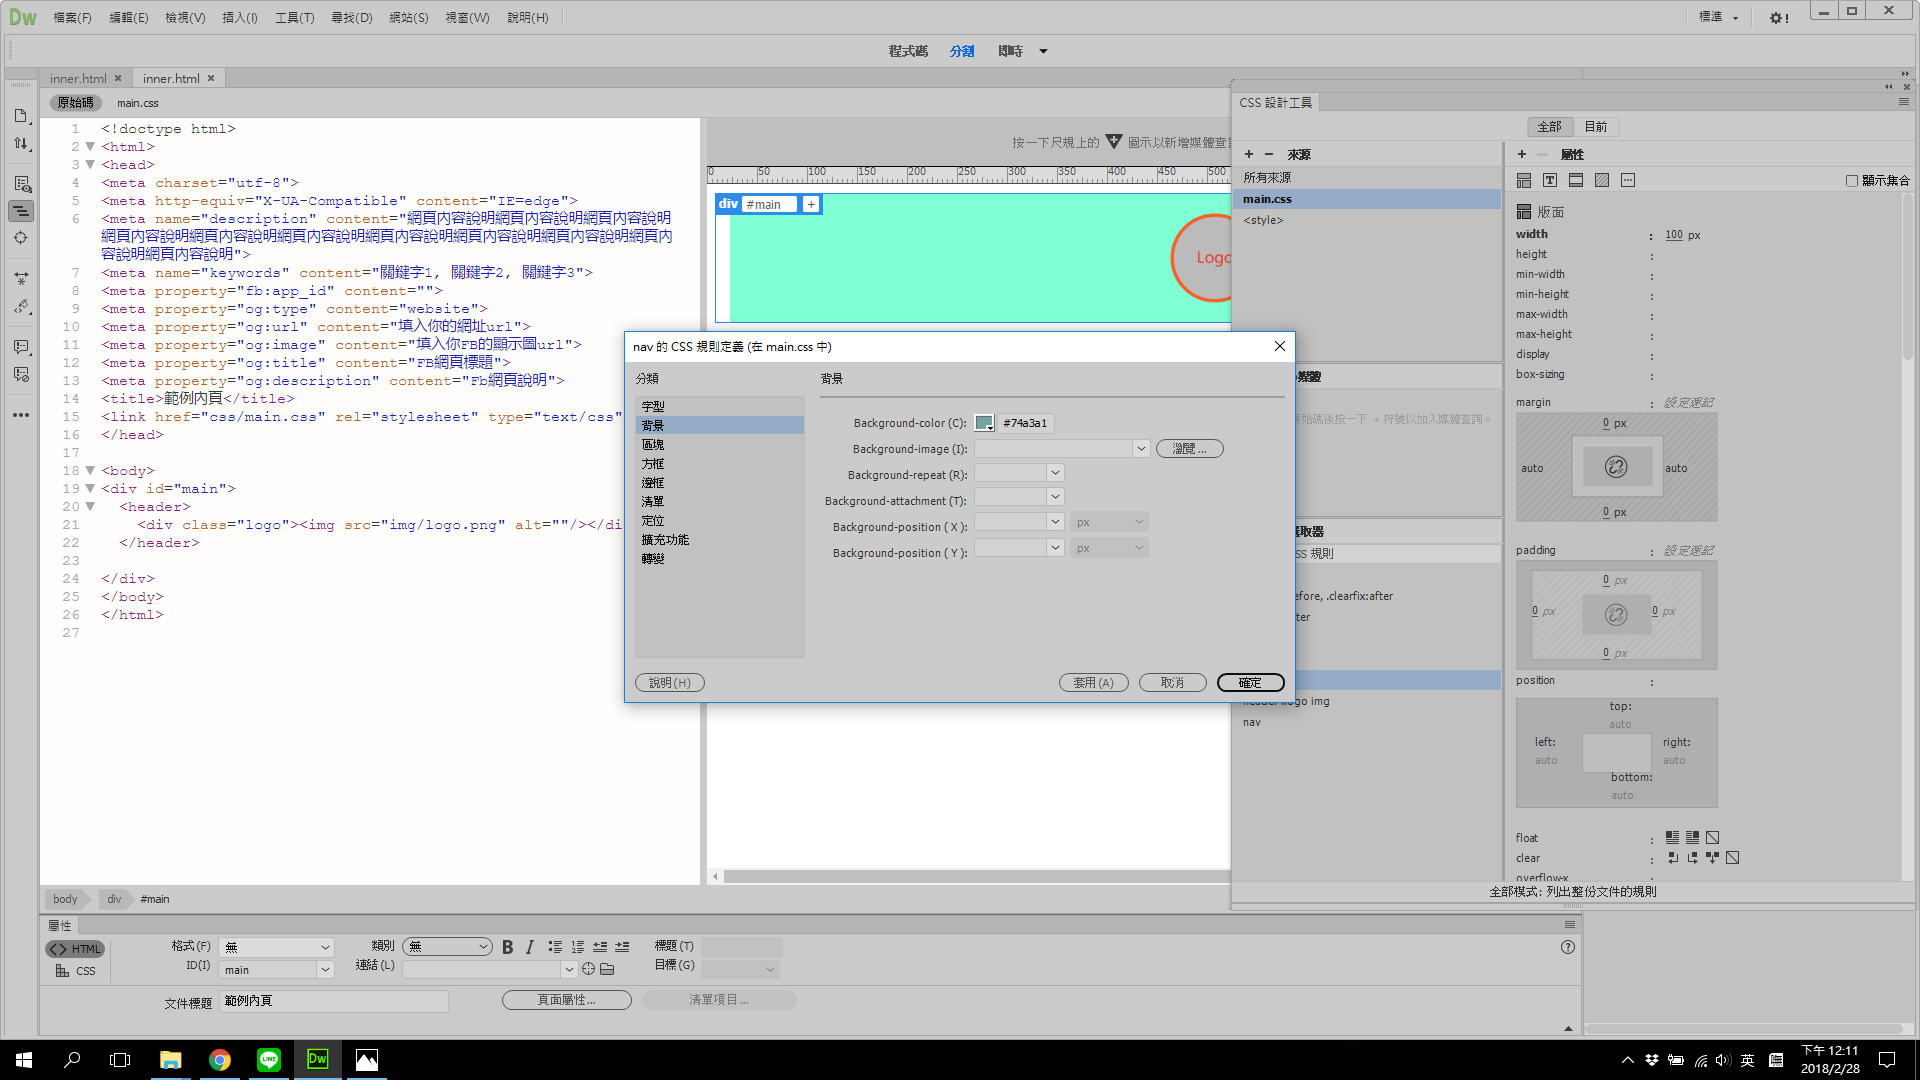 Dw 檔案(F) 編輯(E) 檢視(V) 插入(I) 工具(T) 尋找(D) 網站(S) 視窗(W) 說明(H) 標準
程式碼 分割 即時
inner.html inner.html
原始碼 main.css
1 <!doctype html>
2 <html>
3 <head>
4 <meta charset="utf-8">
5 <meta http-equiv="X-UA-Compatible" content="IE=edge">
6 <meta name="description" content="網頁內容說明網頁內容說明網頁內容說明
網頁內容說明網頁內容說明網頁內容說明網頁內容說明網頁內容說明網頁內容說明網頁內
容說明網頁內容說明">
7 <meta name="keywords" content="關鍵字1, 關鍵字2, 關鍵字3">
8 <meta property="fb:app_id" content="">
9 <meta property="og:type" content="website">
10 <meta property="og:url" content="填入你的網址url">
11 <meta property="og:image" content="填入你FB的顯示圖url">
12 <meta property="og:title" content="FB網頁標題">
13 <meta property="og:description" content="Fb網頁說明">
14 <title>範例內頁</title>
15 <link href="css/main.css" rel="stylesheet" type="text/css"
16 </head>
17
18 <body>
19 <div id="main">
20 <header>
21 <div class="logo"><img src="img/logo.png" alt=""/></di
22 </header>
23
24 </div>
25 </body>
26 </html>
27
按一下尺規上的 圖示以新增媒體查
0 50 100 150 200 250 300 350 400 450 500
div #main +
Logo
nav 的 CSS 規則定義 (在 main.css 中)
分類
字型
背景
區塊
方框
邊框
清單
定位
擴充功能
轉變
背景
Background-color (C): #74a3a1
Background-image (I): 瀏覽 ...
Background-repeat (R):
Background-attachment (T):
Background-position ( X ): px
Background-position ( Y ): px
說明(H) 套用(A) 取消 確定
CSS 設計工具
全部 目前
+ − 來源
所有來源
main.css
<style>
媒體
原始碼後按一下 + 符號以加入媒體查詢。
選取器
CSS 規則
efore, .clearfix:after
ter
header .logo img
nav
+ − 屬性
顯示集合
版面
width : 100 px
height :
min-width :
min-height :
max-width :
max-height :
display :
box-sizing :
margin : 設定速記
0 px
auto auto
0 px
padding : 設定速記
0 px
0 px 0 px
0 px
position :
top:
auto
left: right:
auto auto
bottom:
auto
float :
clear :
overflow-x :
全部模式: 列出整份文件的規則
body div #main
屬性
<> HTML 格式(F) 無 類別 無 B I 標題(T)
CSS ID(I) main 連結(L) 目標(G)
文件標題 範例內頁 頁面屬性... 清單項目...
Dw
英
下午 12:11
2018/2/28